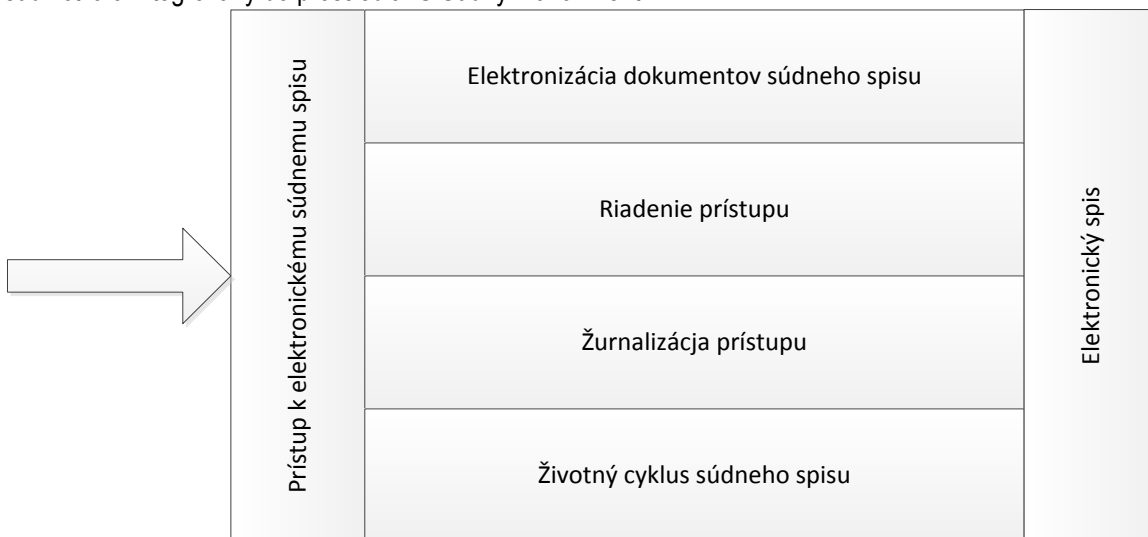 Prístup k elektronickému súdnemu spisu
Elektronizácia dokumentov súdneho spisu
Riadenie prístupu
Žurnalizácja prístupu
Životný cyklus súdneho spisu
Elektronický spis